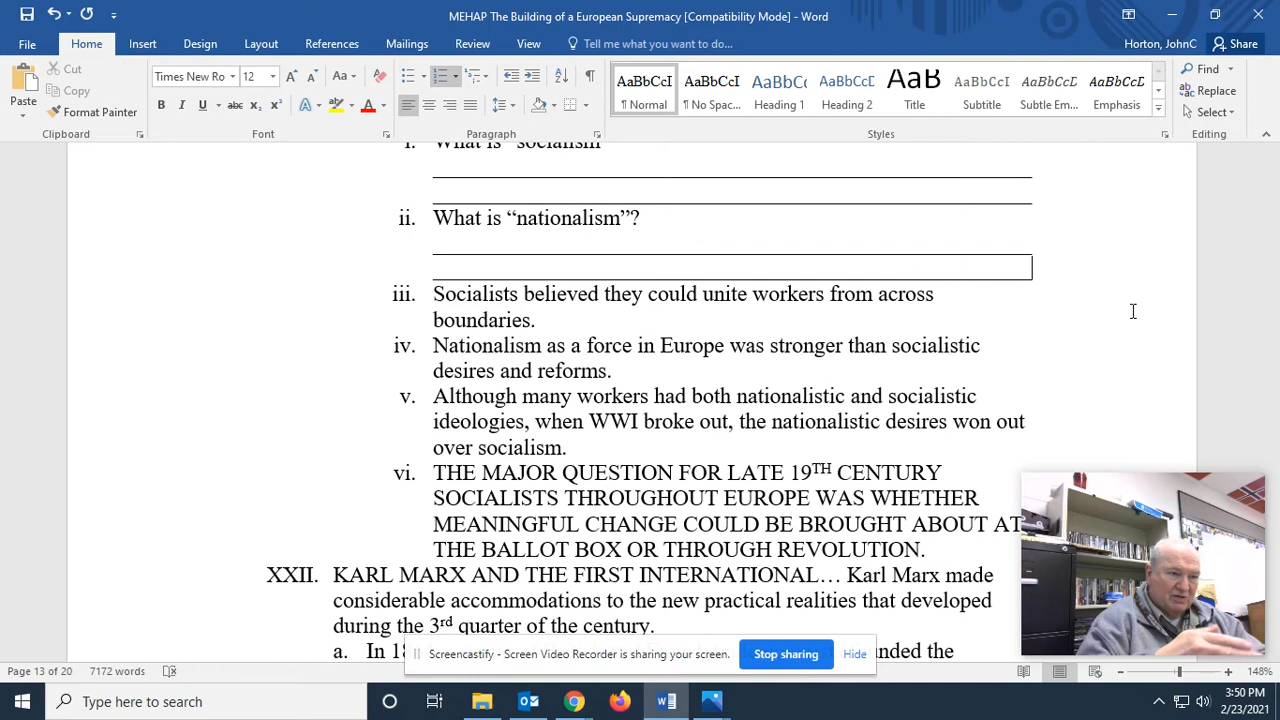 MEHAP The Building of a European Supremacy [Compatibility Mode] - Word
File Home Insert Design Layout References Mailings Review View Tell me what you want to do... Horton, JohnC Share
Cut
Copy
Format Painter
Paste
Clipboard
Times New Ro 12
Font
Paragraph
AaBbCcI AaBbCcI AaBbCc AaBbCcI AaB AaBbCcI AaBbCcDc AaBbCcDc
¶ Normal ¶ No Spac... Heading 1 Heading 2 Title Subtitle Subtle Em... Emphasis
Styles
Find
Replace
Select
Editing
i. What is "socialism"
ii. What is “nationalism”?
iii. Socialists believed they could unite workers from across
boundaries.
iv. Nationalism as a force in Europe was stronger than socialistic
desires and reforms.
v. Although many workers had both nationalistic and socialistic
ideologies, when WWI broke out, the nationalistic desires won out
over socialism.
vi. THE MAJOR QUESTION FOR LATE 19TH CENTURY
SOCIALISTS THROUGHOUT EUROPE WAS WHETHER
MEANINGFUL CHANGE COULD BE BROUGHT ABOUT AT
THE BALLOT BOX OR THROUGH REVOLUTION.
XXII. KARL MARX AND THE FIRST INTERNATIONAL… Karl Marx made
considerable accommodations to the new practical realities that developed
during the 3rd quarter of the century.
a. In 18
Screencastify - Screen Video Recorder is sharing your screen. Stop sharing Hide
Page 13 of 20 7172 words 148%
Type here to search
3:50 PM
2/23/2021